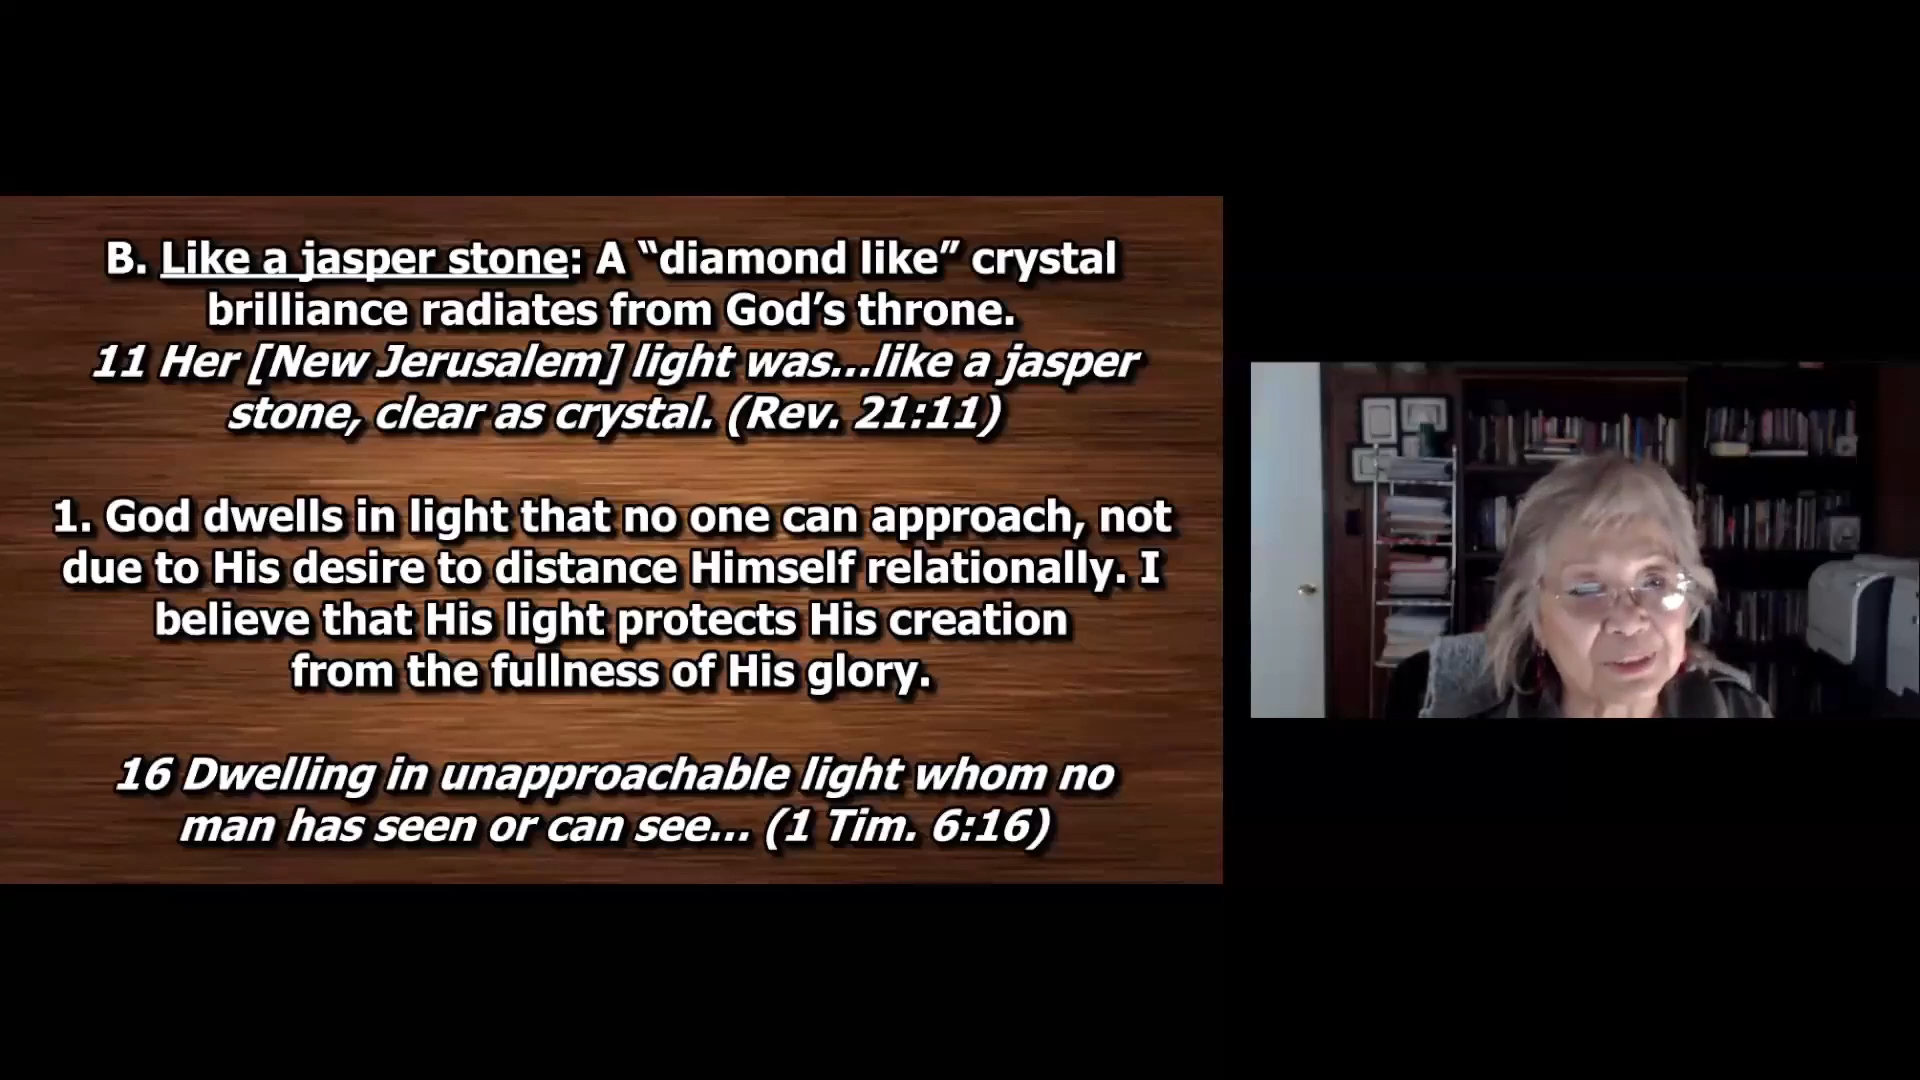 B. Like a jasper stone: A “diamond like” crystal
brilliance radiates from God’s throne.
11 Her [New Jerusalem] light was...like a jasper
stone, clear as crystal. (Rev. 21:11)
1. God dwells in light that no one can approach, not
due to His desire to distance Himself relationally. I
believe that His light protects His creation
from the fullness of His glory.
16 Dwelling in unapproachable light whom no
man has seen or can see... (1 Tim. 6:16)